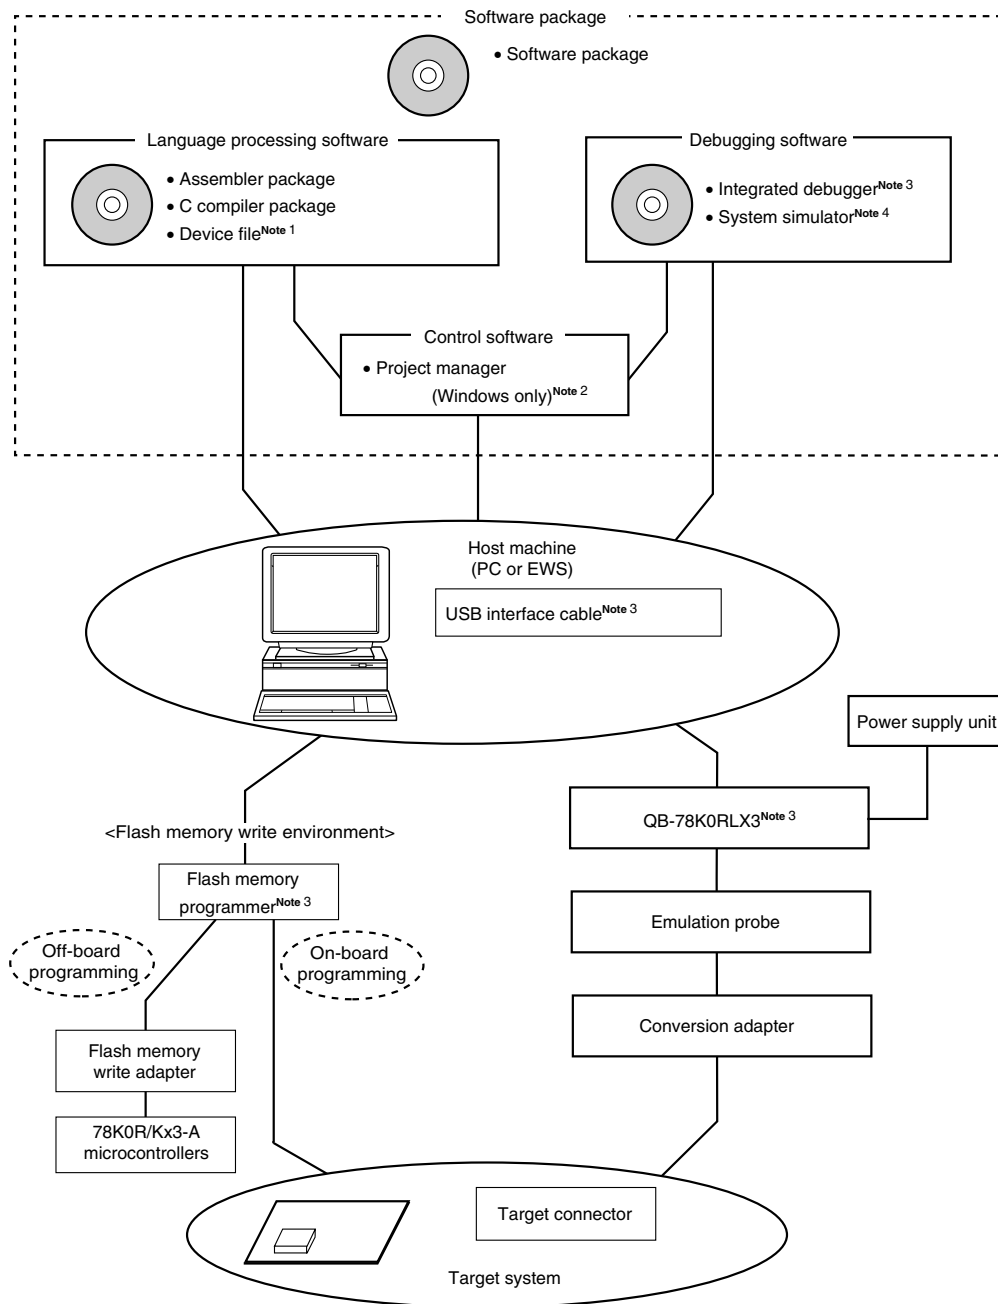 Software package
• Software package
Language processing software
• Assembler package
• C compiler package
• Device fileNote 1
Debugging software
• Integrated debuggerNote 3
• System simulatorNote 4
Control software
• Project manager
(Windows only)Note 2
Host machine
(PC or EWS)
USB interface cableNote 3
Power supply unit
QB-78K0RLX3Note 3
<Flash memory write environment>
Flash memory
programmerNote 3
Emulation probe
Off-board
programming
On-board
programming
Conversion adapter
Flash memory
write adapter
78K0R/Kx3-A
microcontrollers
Target connector
Target system